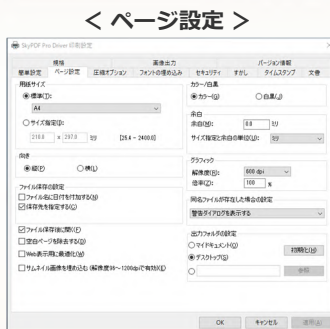 < ページ設定 >
SkyPDF Pro Driver 印刷設定
規格 画像出力 バージョン情報
簡単設定 ページ設定 圧縮オプション フォントの埋め込み セキュリティ すかし タイムスタンプ 文書
用紙サイズ
標準(T):
A4
サイズ指定(I):
210.0 x 297.0 ミリ [25.4 - 2400.0]
向き
縦(P) 横(L)
ファイル保存の設定
ファイル名に日付を付加する(N)
保存先を指定する(C)
ファイル保存後に開く(F)
空白ページを除去する(D)
Web表示用に最適化(W)
サムネイル画像を埋め込む (解像度96~1200dpiで有効)(E)
カラー/白黒
カラー(G) 白黒(J)
余白
余白(M): 0.0 ミリ
サイズ指定と余白の単位(U): ミリ
グラフィック
解像度(R): 600 dpi
倍率(Z): 100 %
同名ファイルが存在した場合の設定
警告ダイアログを表示する
出力フォルダの設定
マイドキュメント(O)
デスクトップ(S)
初期化(H)
参照
OK キャンセル 適用(A)